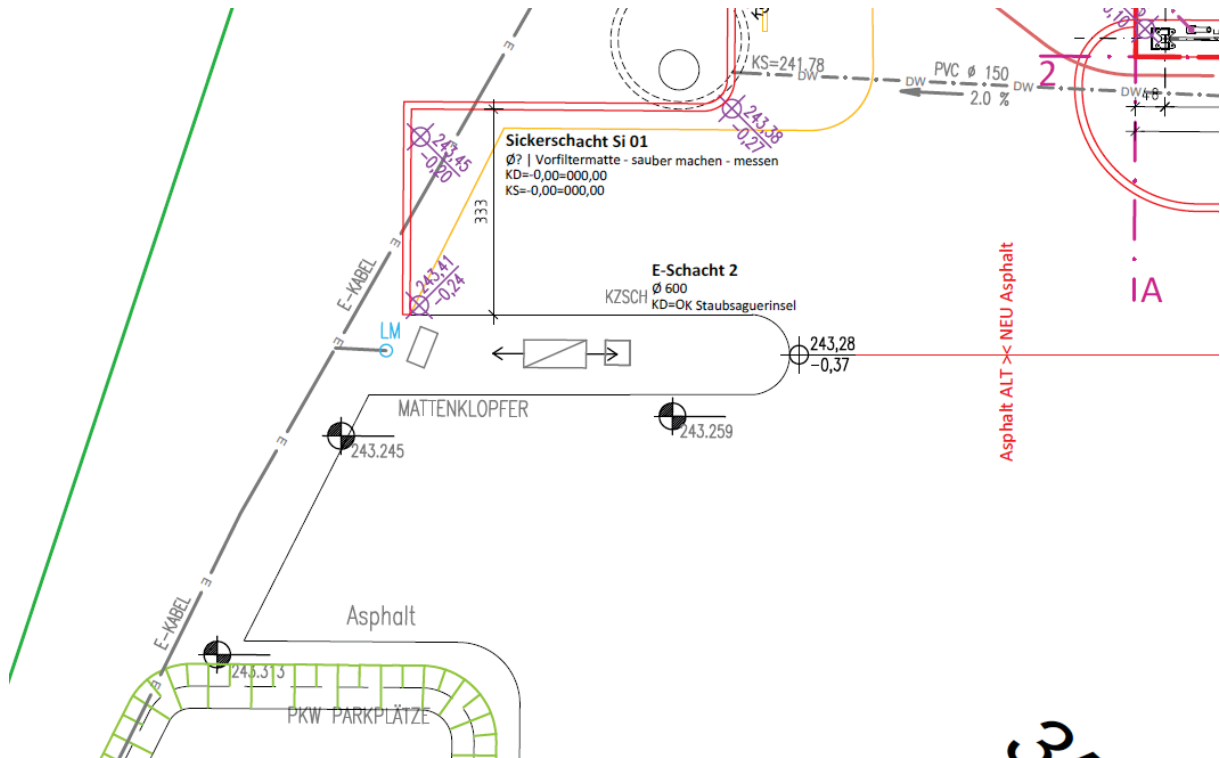 KS=241.78
DW
DW
PVC ø 150
DW
DW
2.0 %
2
48
243,38
-0,27
243,45
-0,20
Sickerschacht Si 01
Ø? | Vorfiltermatte - sauber machen - messen
KD=-0,00=000,00
KS=-0,00=000,00
333
E
E
E-KABEL
243,41
-0,24
E-Schacht 2
Ø 600
KD=OK Staubsaguerinsel
KZSCH
IA
Asphalt ALT >< NEU Asphalt
LM
E
243,28
-0,37
MATTENKLOPFER
243.245
243.259
E
E
E-KABEL
Asphalt
243.313
E
PKW PARKPLÄTZE